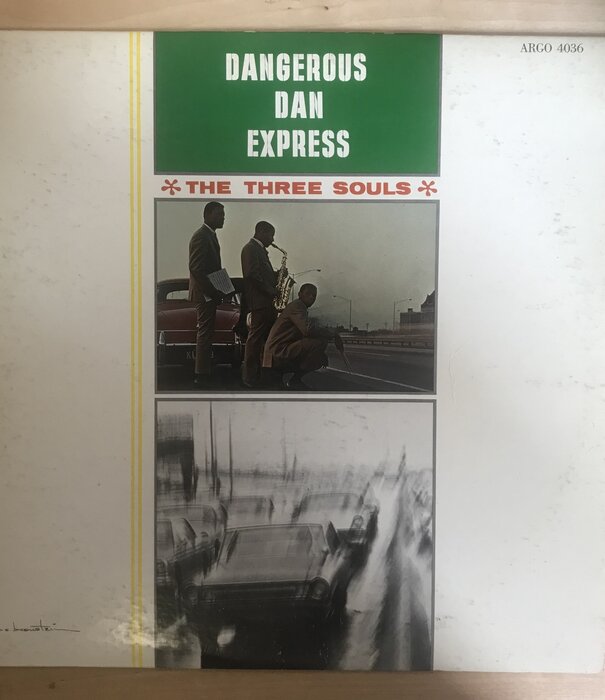 ARGO 4036
DANGEROUS
DAN
EXPRESS
THE THREE SOULS